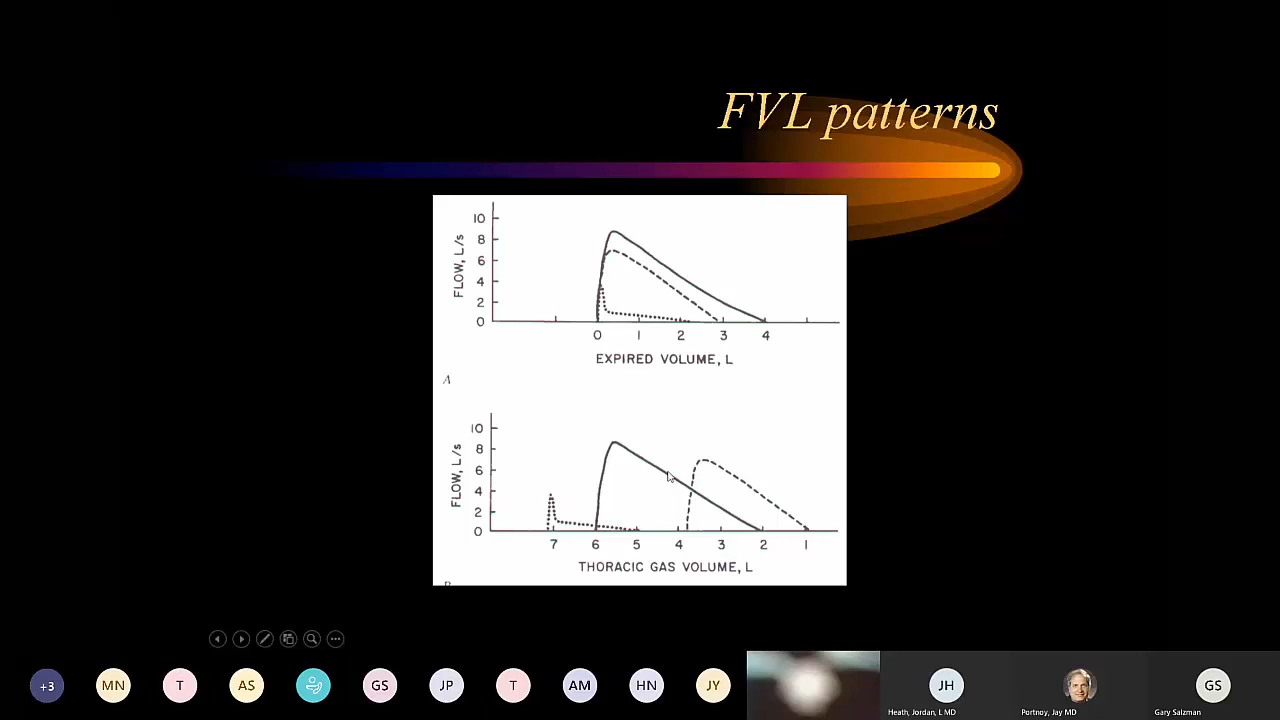 FVL patterns
10
8
6
4
2
0
FLOW, L/s
0 1 2 3 4
EXPIRED VOLUME, L
A
10
8
6
4
2
0
FLOW, L/s
7 6 5 4 3 2 1
THORACIC GAS VOLUME, L
+3 MN T AS GS JP T AM HN JY JH GS
Heath, Jordan, L MD Portnoy, Jay MD Gary Salzman